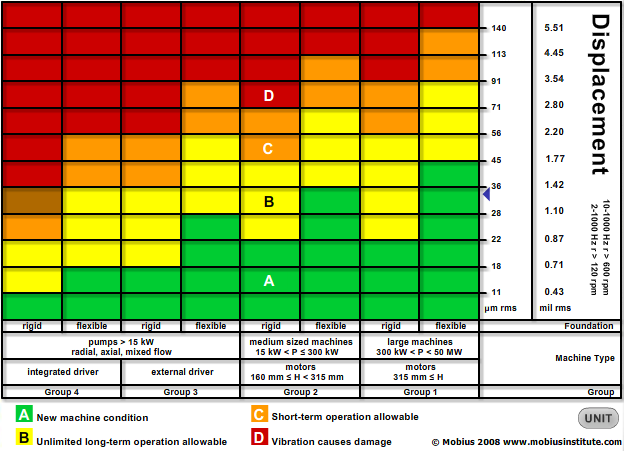 140 5.51
113 4.45
91 3.54
71 2.80
56 2.20
45 1.77
36 1.42
28 1.10
22 0.87
18 0.71
11 0.43
µm rms mil rms
Displacement
10-1000 Hz r > 600 rpm
2-1000 Hz r > 120 rpm
D
C
B
A
rigid flexible rigid flexible rigid flexible rigid flexible Foundation
pumps > 15 kW
radial, axial, mixed flow
medium sized machines
15 kW < P ≤ 300 kW
large machines
300 kW < P < 50 MW
Machine Type
integrated driver
external driver
motors
160 mm ≤ H < 315 mm
motors
315 mm ≤ H
Group 4 Group 3 Group 2 Group 1 Group
A New machine condition
B Unlimited long-term operation allowable
C Short-term operation allowable
D Vibration causes damage
UNIT
© Mobius 2008 www.mobiusinstitute.com